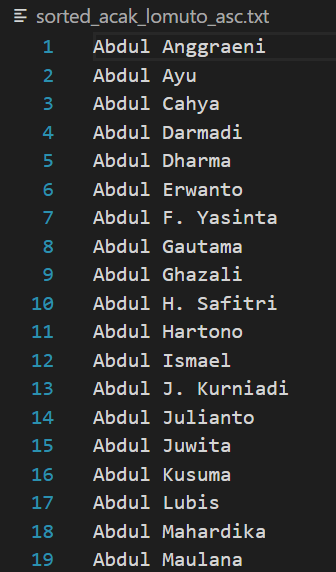 sorted_acak_lomuto_asc.txt
1 Abdul Anggraeni
2 Abdul Ayu
3 Abdul Cahya
4 Abdul Darmadi
5 Abdul Dharma
6 Abdul Erwanto
7 Abdul F. Yasinta
8 Abdul Gautama
9 Abdul Ghazali
10 Abdul H. Safitri
11 Abdul Hartono
12 Abdul Ismael
13 Abdul J. Kurniadi
14 Abdul Julianto
15 Abdul Juwita
16 Abdul Kusuma
17 Abdul Lubis
18 Abdul Mahardika
19 Abdul Maulana